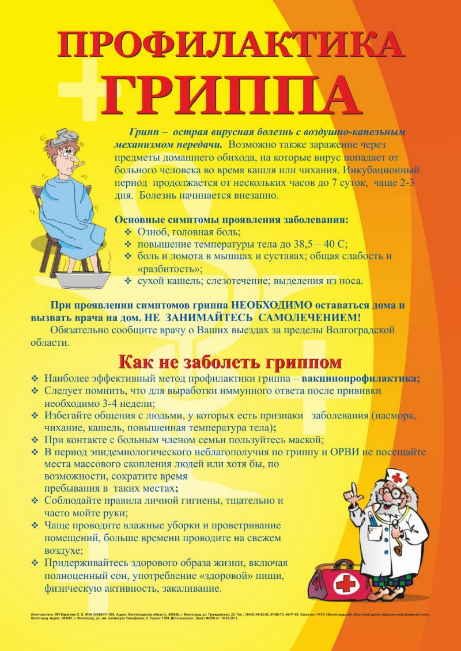 ПРОФИЛАКТИКА
ГРИППА
Грипп – острая вирусная болезнь с воздушно-капельным
механизмом передачи. Возможно также заражение через
предметы домашнего обихода, на которые вирус попадает от
больного человека во время кашля или чихания. Инкубационный
период продолжается от нескольких часов до 7 суток, чаще 2-3
дня. Болезнь начинается внезапно.
Основные симптомы проявления заболевания:
❖ Озноб, головная боль;
❖ повышение температуры тела до 38,5 – 40 С;
❖ боль и ломота в мышцах и суставах; общая слабость и
«разбитость»;
❖ сухой кашель; слезотечение; выделения из носа.
При проявлении симптомов гриппа НЕОБХОДИМО оставаться дома и
вызвать врача на дом. НЕ ЗАНИМАЙТЕСЬ САМОЛЕЧЕНИЕМ!
Обязательно сообщите врачу о Ваших выездах за пределы Волгоградской
области.
Как не заболеть гриппом
❖ Наиболее эффективный метод профилактики гриппа – вакцинопрофилактика;
❖ Следует помнить, что для выработки иммунного ответа после прививки
необходимо 3-4 недели;
❖ Избегайте общения с людьми, у которых есть признаки заболевания (насморк,
чихание, кашель, повышенная температура тела);
❖ При контакте с больным членом семьи пользуйтесь маской;
❖ В период эпидемиологического неблагополучия по гриппу и ОРВИ не посещайте
места массового скопления людей или хотя бы, по
возможности, сократите время
пребывания в таких местах;
❖ Соблюдайте правила личной гигиены, тщательно и
часто мойте руки;
❖ Чаще проводите влажные уборки и проветривание
помещений, больше времени проводите на свежем
воздухе;
❖ Придерживайтесь здорового образа жизни, включая
полноценный сон, употребление «здоровой» пищи,
физическую активность, закаливание.